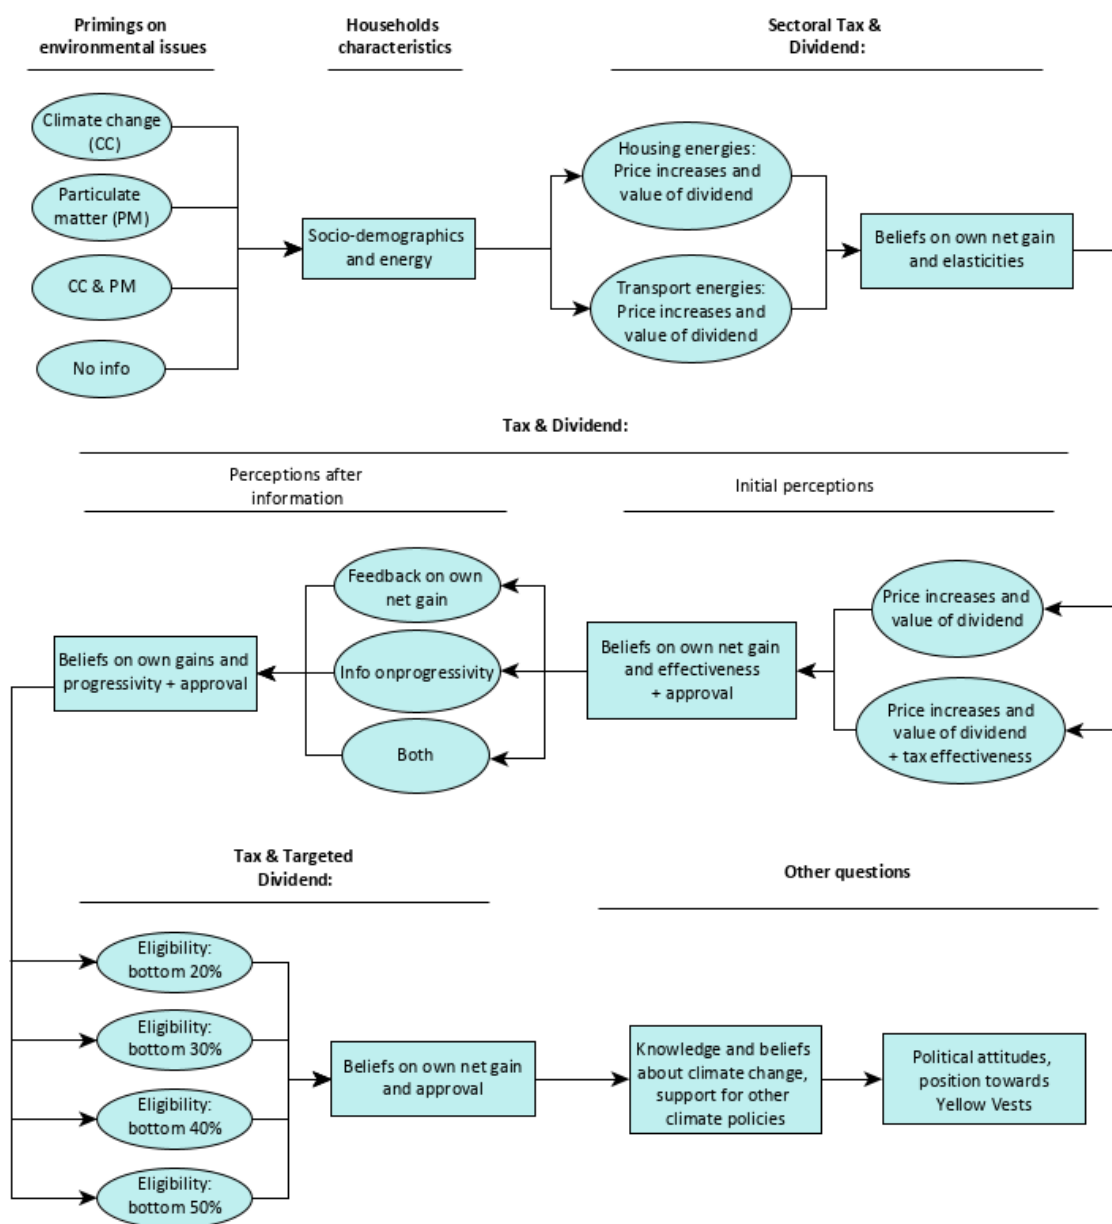 Primings on
environmental issues
Households
characteristics
Sectoral Tax &
Dividend:
Climate change
(CC)
Particulate
matter (PM)
CC & PM
No info
Socio-demographics
and energy
Housing energies:
Price increases and
value of dividend
Transport energies:
Price increases and
value of dividend
Beliefs on own net gain
and elasticities
Tax & Dividend:
Perceptions after
information
Initial perceptions
Price increases and
value of dividend
Price increases and
value of dividend
+ tax effectiveness
Beliefs on own net gain
and effectiveness
+ approval
Feedback on own
net gain
Info onprogressivity
Both
Beliefs on own gains and
progressivity + approval
Tax & Targeted
Dividend:
Other questions
Eligibility:
bottom 20%
Eligibility:
bottom 30%
Eligibility:
bottom 40%
Eligibility:
bottom 50%
Beliefs on own net gain
and approval
Knowledge and beliefs
about climate change,
support for other
climate policies
Political attitudes,
position towards
Yellow Vests